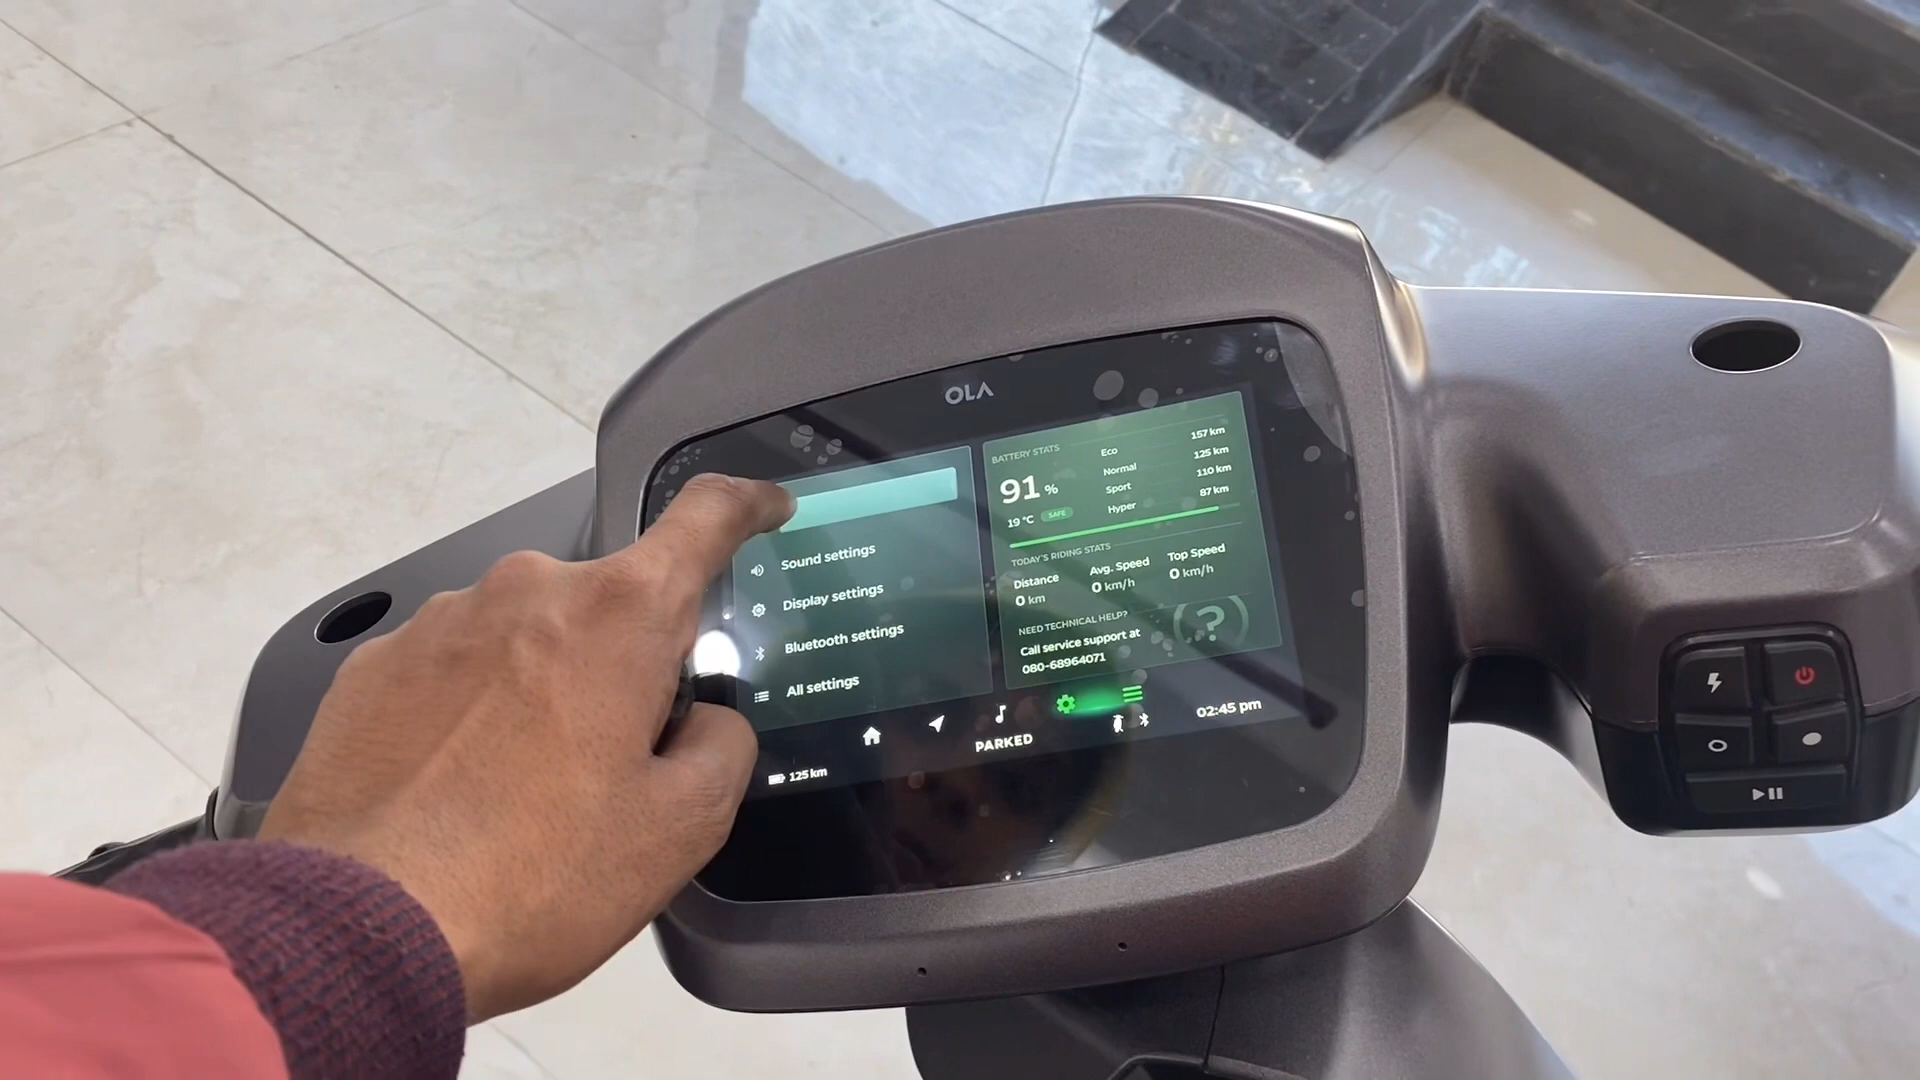 OLA
Sound settings
Display settings
Bluetooth settings
All settings
BATTERY STATS
91 %
19 °C SAFE
Eco 157 km
Normal 125 km
Sport 110 km
Hyper 87 km
TODAY'S RIDING STATS
Distance Avg. Speed Top Speed
0 km 0 km/h 0 km/h
NEED TECHNICAL HELP?
Call service support at
080-68964071
?
125 km
PARKED
02:45 pm